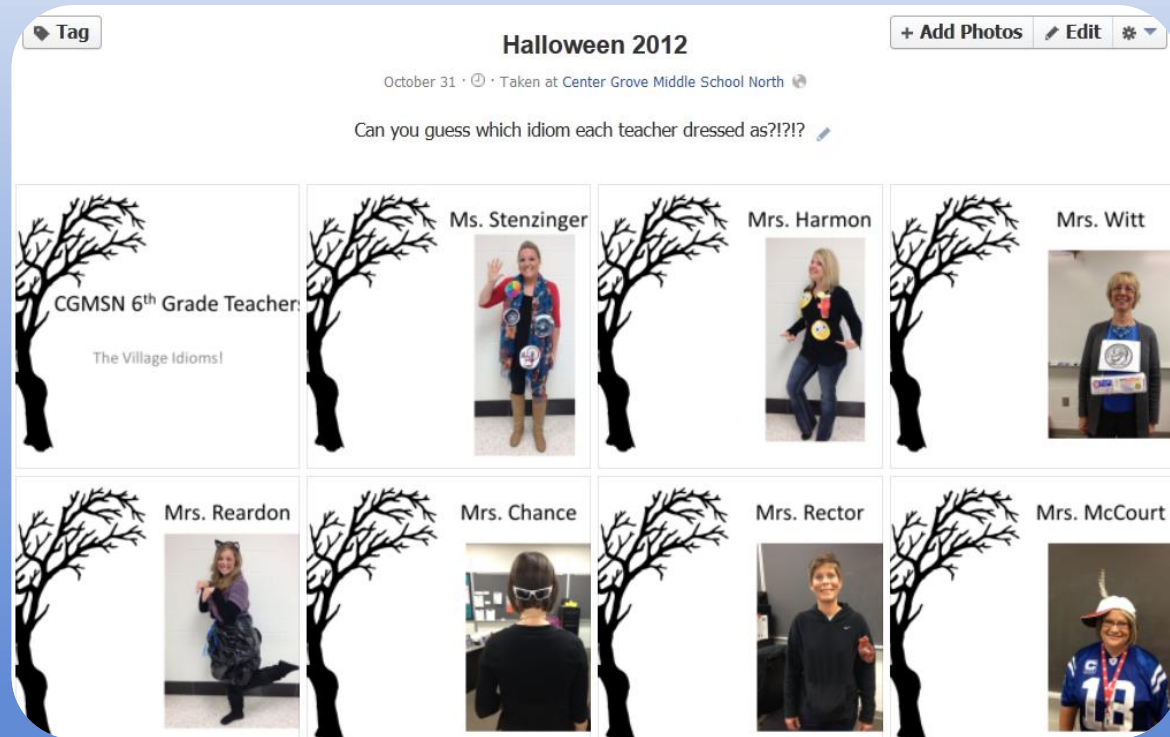 Tag
Halloween 2012
+ Add Photos
Edit
October 31 · Taken at Center Grove Middle School North
Can you guess which idiom each teacher dressed as?!?!?
CGMSN 6th Grade Teachers
The Village Idioms!
Ms. Stenzinger
Mrs. Harmon
Mrs. Witt
Mrs. Reardon
Mrs. Chance
Mrs. Rector
Mrs. McCourt
18